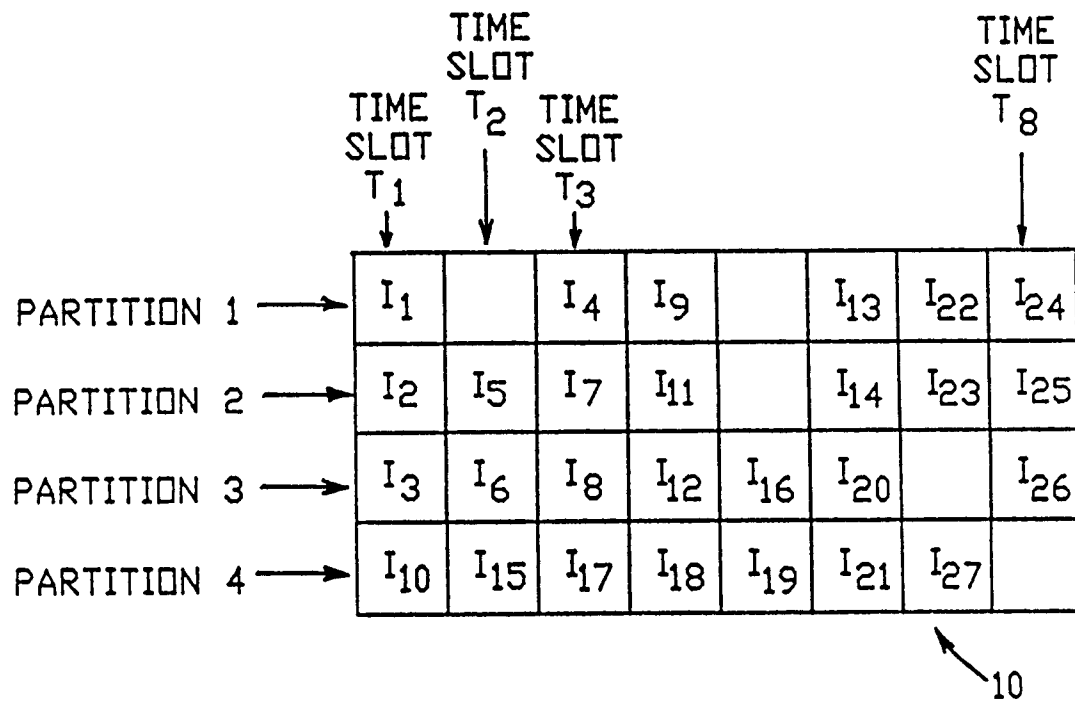 TIME SLOT T1
TIME SLOT T2
TIME SLOT T3
TIME SLOT T8
PARTITION 1 I1 I4 I9 I13 I22 I24
PARTITION 2 I2 I5 I7 I11 I14 I23 I25
PARTITION 3 I3 I6 I8 I12 I16 I20 I26
PARTITION 4 I10 I15 I17 I18 I19 I21 I27
10